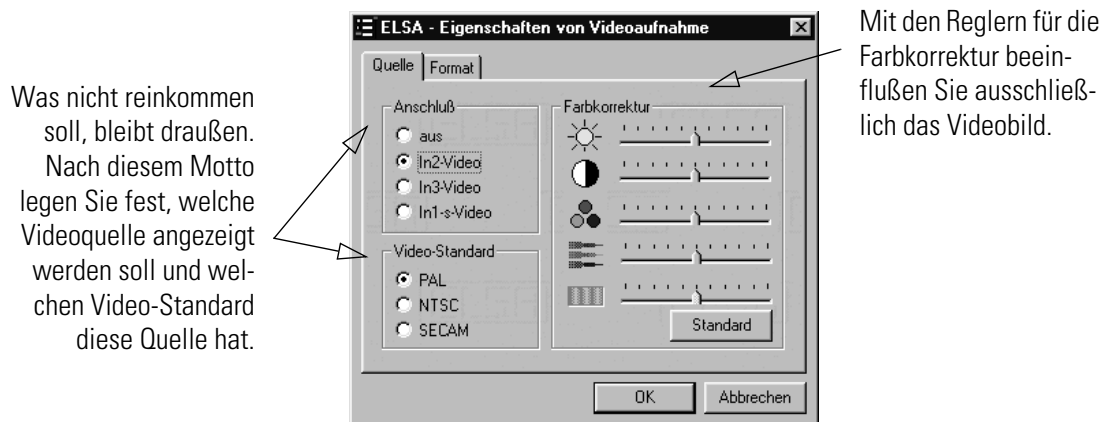 Was nicht reinkommen
soll, bleibt draußen.
Nach diesem Motto
legen Sie fest, welche
Videoquelle angezeigt
werden soll und wel-
chen Video-Standard
diese Quelle hat.
ELSA - Eigenschaften von Videoaufnahme
Quelle
Format
Anschluß
aus
In2-Video
In3-Video
In1-s-Video
Video-Standard
PAL
NTSC
SECAM
Farbkorrektur
Standard
OK
Abbrechen
Mit den Reglern für die
Farbkorrektur beein-
flußen Sie ausschließ-
lich das Videobild.